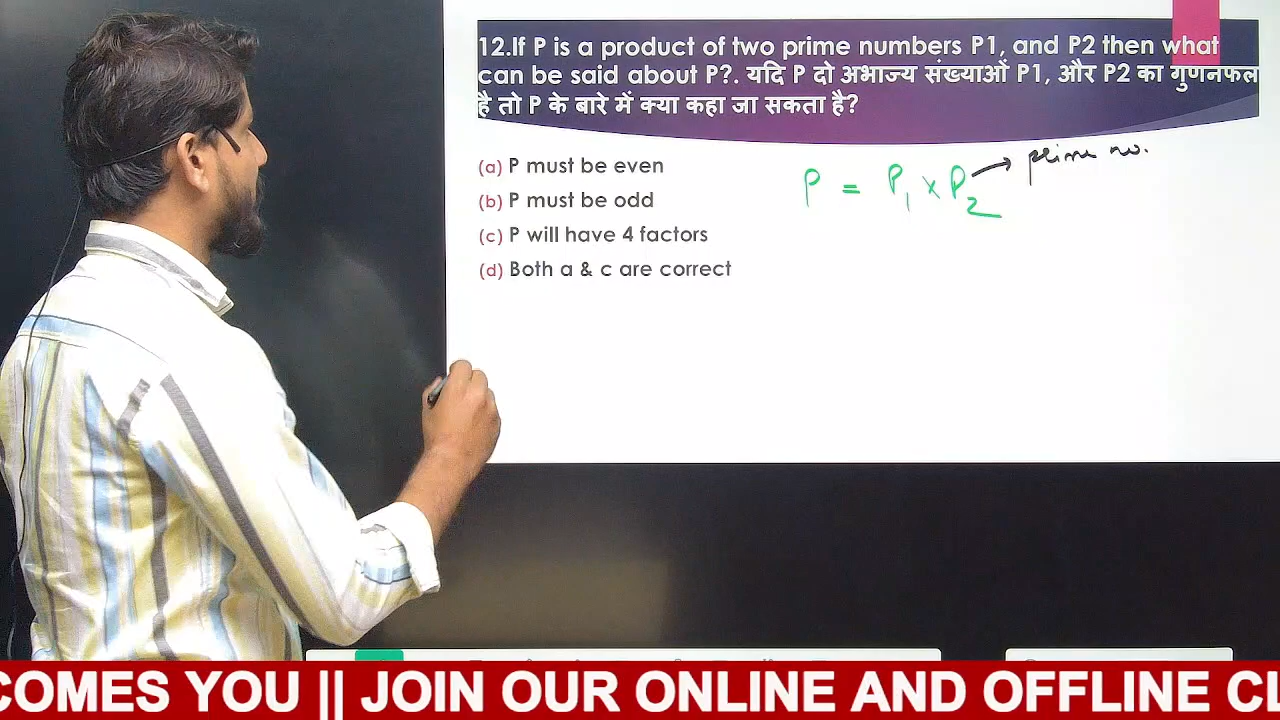 12.If P is a product of two prime numbers P1, and P2 then what
can be said about P?. यदि P दो अभाज्य संख्याओं P1, और P2 का गुणनफल
है तो P के बारे में क्या कहा जा सकता है?
(a) P must be even
(b) P must be odd
(c) P will have 4 factors
(d) Both a & c are correct
P = P1 x P2 → prime no.
COMES YOU || JOIN OUR ONLINE AND OFFLINE CL